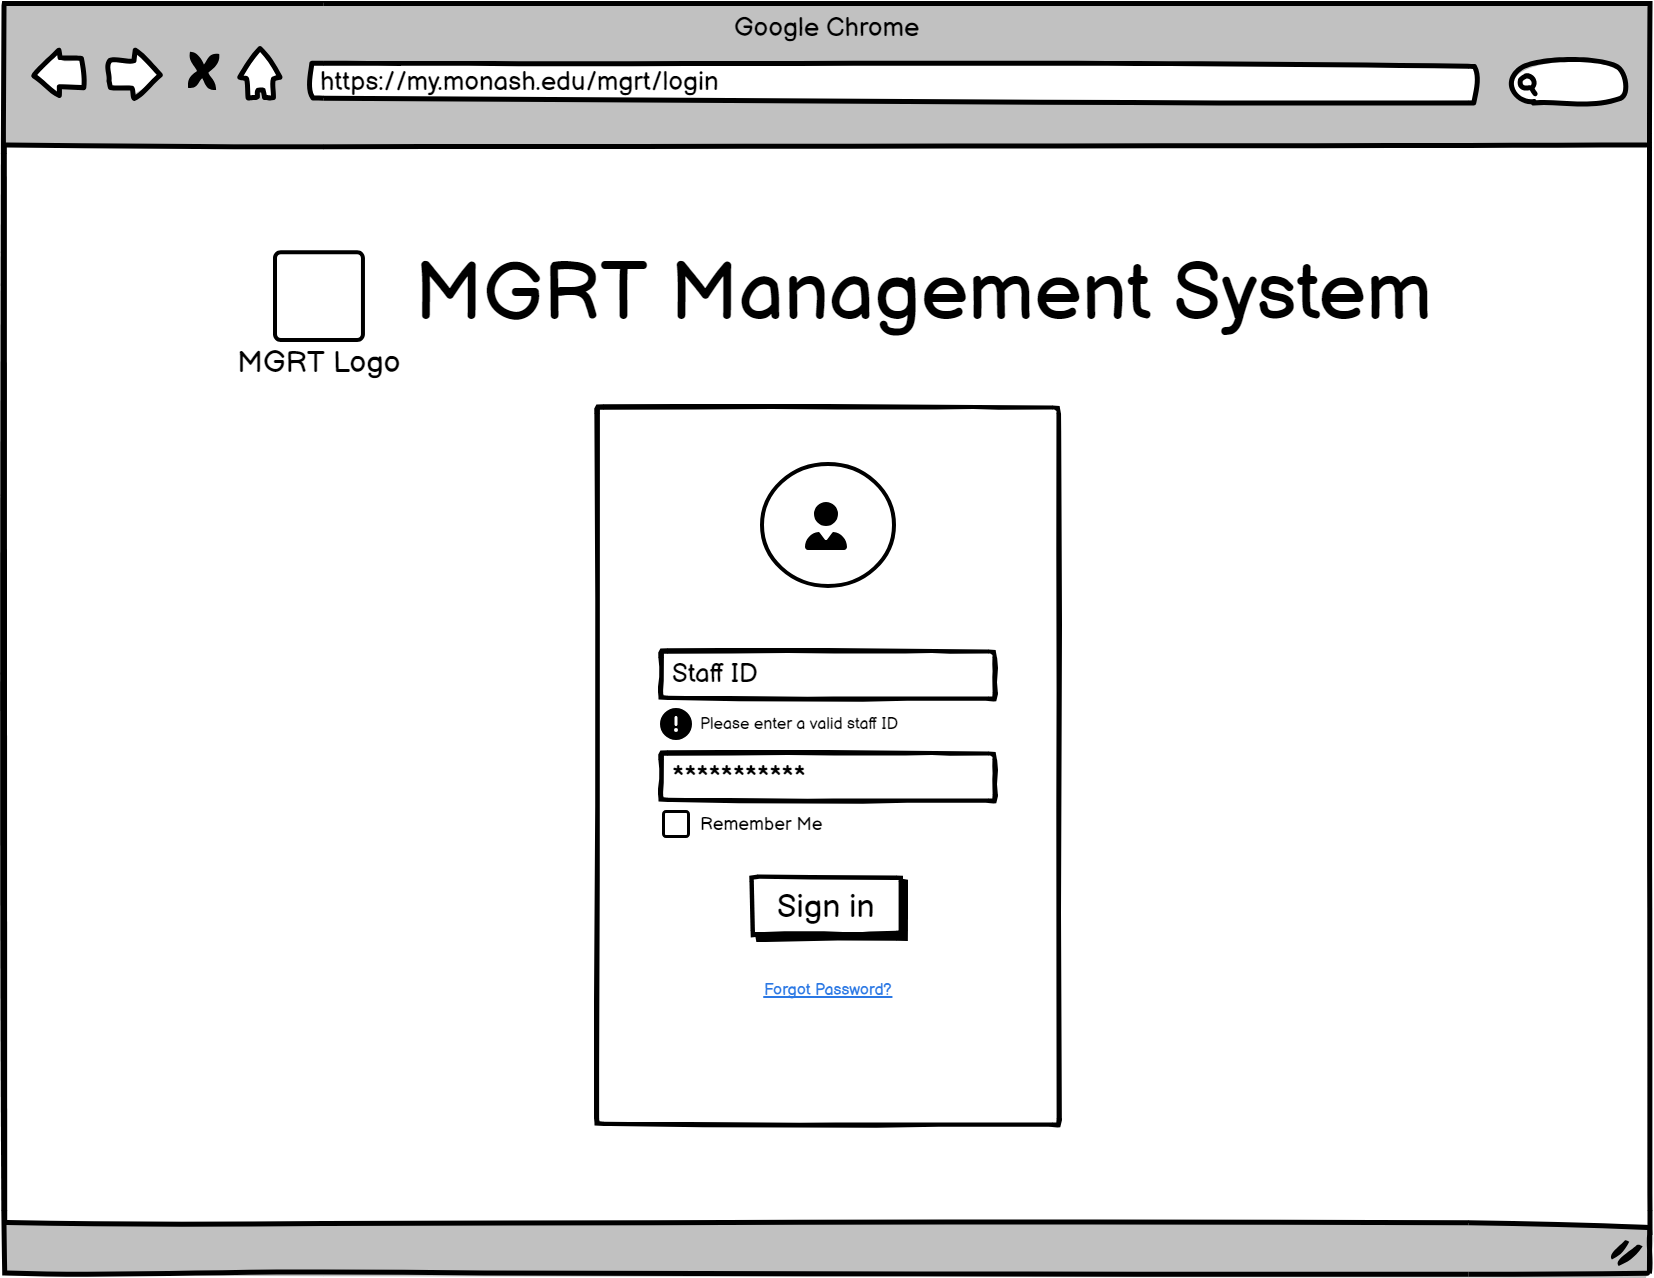 Google Chrome
https://my.monash.edu/mgrt/login
MGRT Management System
MGRT Logo
Staff ID
Please enter a valid staff ID
***********
Remember Me
Sign in
Forgot Password?